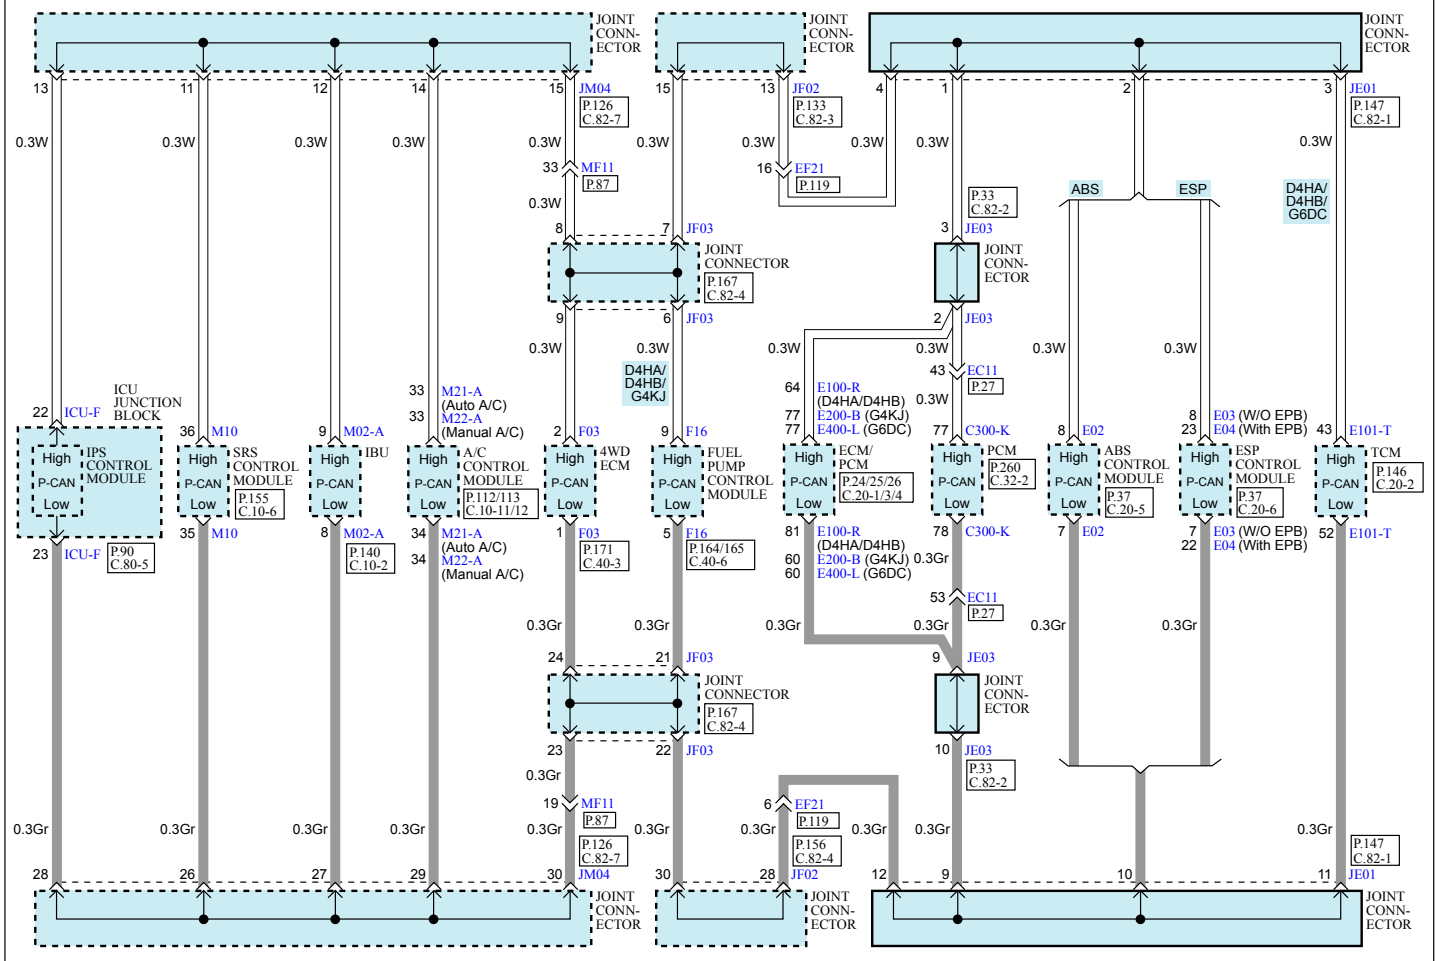 JOINT
CONN-
ECTOR
JOINT
CONN-
ECTOR
JOINT
CONN-
ECTOR
13
11
12
14
15
JM04
P.126
C.82-7
15
13
JF02
P.133
C.82-3
4
1
2
3
JE01
P.147
C.82-1
0.3W
0.3W
0.3W
0.3W
0.3W
0.3W
0.3W
0.3W
0.3W
0.3W
33
MF11
P.87
16
EF21
P.119
0.3W
ABS
ESP
D4HA/
D4HB/
G6DC
P.33
C.82-2
8
7
JF03
3
JE03
JOINT
CONNECTOR
P.167
C.82-4
JOINT
CONN-
ECTOR
9
6
JF03
2
JE03
0.3W
0.3W
0.3W
0.3W
0.3W
0.3W
D4HA/
D4HB/
G4KJ
43
EC11
P.27
0.3W
ICU
JUNCTION
BLOCK
22
ICU-F
36
M10
9
M02-A
33
M21-A
(Auto A/C)
33
M22-A
(Manual A/C)
2
F03
9
F16
64
E100-R
(D4HA/D4HB)
77
E200-B (G4KJ)
77
E400-L (G6DC)
77
C300-K
8
E02
8
E03 (W/O EPB)
23
E04 (With EPB)
43
E101-T
High
P-CAN
Low
IPS
CONTROL
MODULE
High
P-CAN
Low
SRS
CONTROL
MODULE
P.155
C.10-6
High
P-CAN
Low
IBU
High
P-CAN
Low
A/C
CONTROL
MODULE
P.112/113
C.10-11/12
High
P-CAN
Low
4WD
ECM
High
P-CAN
Low
FUEL
PUMP
CONTROL
MODULE
High
P-CAN
Low
ECM/
PCM
P.24/25/26
C.20-1/3/4
High
P-CAN
Low
PCM
P.260
C.32-2
High
P-CAN
Low
ABS
CONTROL
MODULE
P.37
C.20-5
High
P-CAN
Low
ESP
CONTROL
MODULE
P.37
C.20-6
High
P-CAN
Low
TCM
P.146
C.20-2
23
ICU-F
P.90
C.80-5
35
M10
8
M02-A
P.140
C.10-2
34
M21-A
(Auto A/C)
34
M22-A
(Manual A/C)
1
F03
P.171
C.40-3
5
F16
P.164/165
C.40-6
81
E100-R
(D4HA/D4HB)
60
E200-B (G4KJ)
60
E400-L (G6DC)
78
C300-K
0.3Gr
7
E02
7
E03 (W/O EPB)
22
E04 (With EPB)
52
E101-T
53
EC11
P.27
0.3Gr
0.3Gr
0.3Gr
0.3Gr
0.3Gr
0.3Gr
24
21
JF03
9
JE03
JOINT
CONNECTOR
P.167
C.82-4
JOINT
CONN-
ECTOR
23
22
JF03
10
JE03
P.33
C.82-2
0.3Gr
19
MF11
P.87
6
EF21
P.119
0.3Gr
0.3Gr
0.3Gr
0.3Gr
0.3Gr
0.3Gr
0.3Gr
0.3Gr
0.3Gr
0.3Gr
P.126
C.82-7
P.156
C.82-4
P.147
C.82-1
28
26
27
29
30
JM04
30
28
JF02
12
9
10
11
JE01
JOINT
CONN-
ECTOR
JOINT
CONN-
ECTOR
JOINT
CONN-
ECTOR